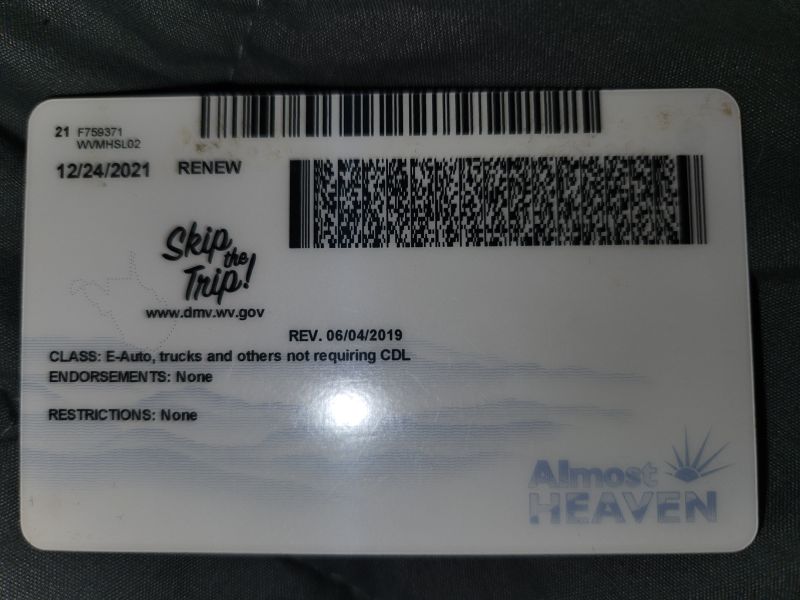 21 F759371
WVMHSL02
12/24/2021 RENEW
Skip
the
Trip!
www.dmv.wv.gov
REV. 06/04/2019
CLASS: E-Auto, trucks and others not requiring CDL
ENDORSEMENTS: None
RESTRICTIONS: None
Almost
HEAVEN